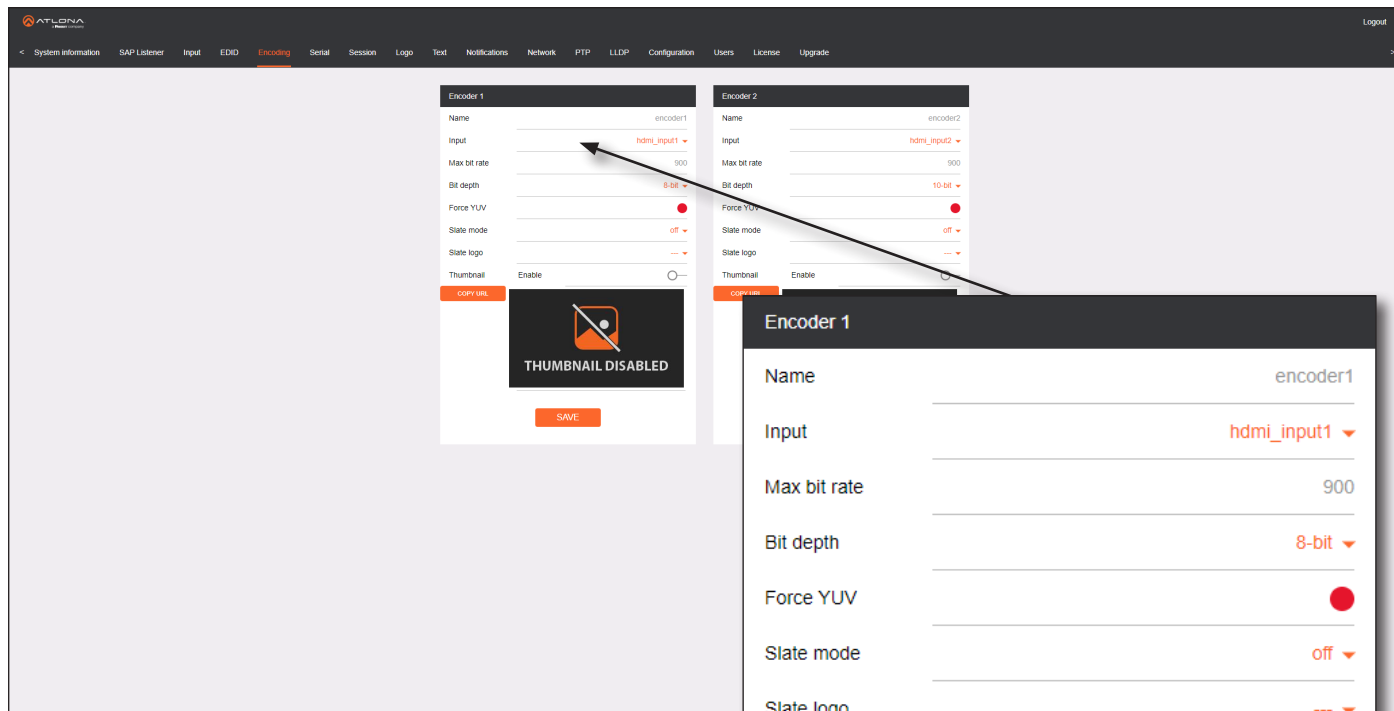 ATLONA
Logout
< System information SAP Listener Input EDID Encoding Serial Session Logo Text Notifications Network PTP LLDP Configuration Users License Upgrade >
Encoder 1
Name encoder1
Input hdmi_input1
Max bit rate 900
Bit depth 8-bit
Force YUV
Slate mode off
Slate logo ---
Thumbnail Enable
COPY URL
THUMBNAIL DISABLED
SAVE
Encoder 2
Name encoder2
Input hdmi_input2
Max bit rate 900
Bit depth 10-bit
Force YUV
Slate mode off
Slate logo ---
Thumbnail Enable
COPY URL
Encoder 1
Name encoder1
Input hdmi_input1
Max bit rate 900
Bit depth 8-bit
Force YUV
Slate mode off
Slate logo ---